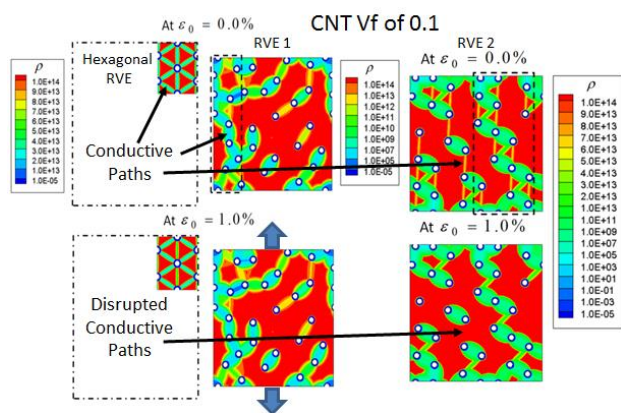 CNT Vf of 0.1
At ε₀ = 0.0%
RVE 1
RVE 2
At ε₀ = 0.0%
Hexagonal
RVE
ρ
1.0E+14
9.0E+13
8.0E+13
7.0E+13
6.0E+13
5.0E+13
4.0E+13
3.0E+13
2.0E+13
1.0E+13
1.0E-05
ρ
1.0E+14
1.0E+13
1.0E+12
1.0E+11
1.0E+10
1.0E+09
1.0E+07
1.0E+05
1.0E-05
ρ
1.0E+14
9.0E+13
8.0E+13
7.0E+13
6.0E+13
5.0E+13
4.0E+13
3.0E+13
2.0E+13
1.0E+13
1.0E+11
1.0E+09
1.0E+07
1.0E+05
1.0E+03
1.0E+01
1.0E-01
1.0E-03
1.0E-05
Conductive
Paths
At ε₀ = 1.0%
At ε₀ = 1.0%
Disrupted
Conductive
Paths